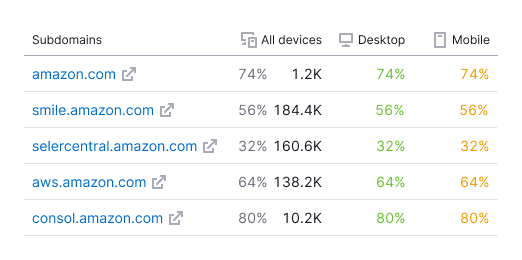 Subdomains All devices Desktop Mobile
amazon.com 74% 1.2K 74% 74%
smile.amazon.com 56% 184.4K 56% 56%
selercentral.amazon.com 32% 160.6K 32% 32%
aws.amazon.com 64% 138.2K 64% 64%
consol.amazon.com 80% 10.2K 80% 80%